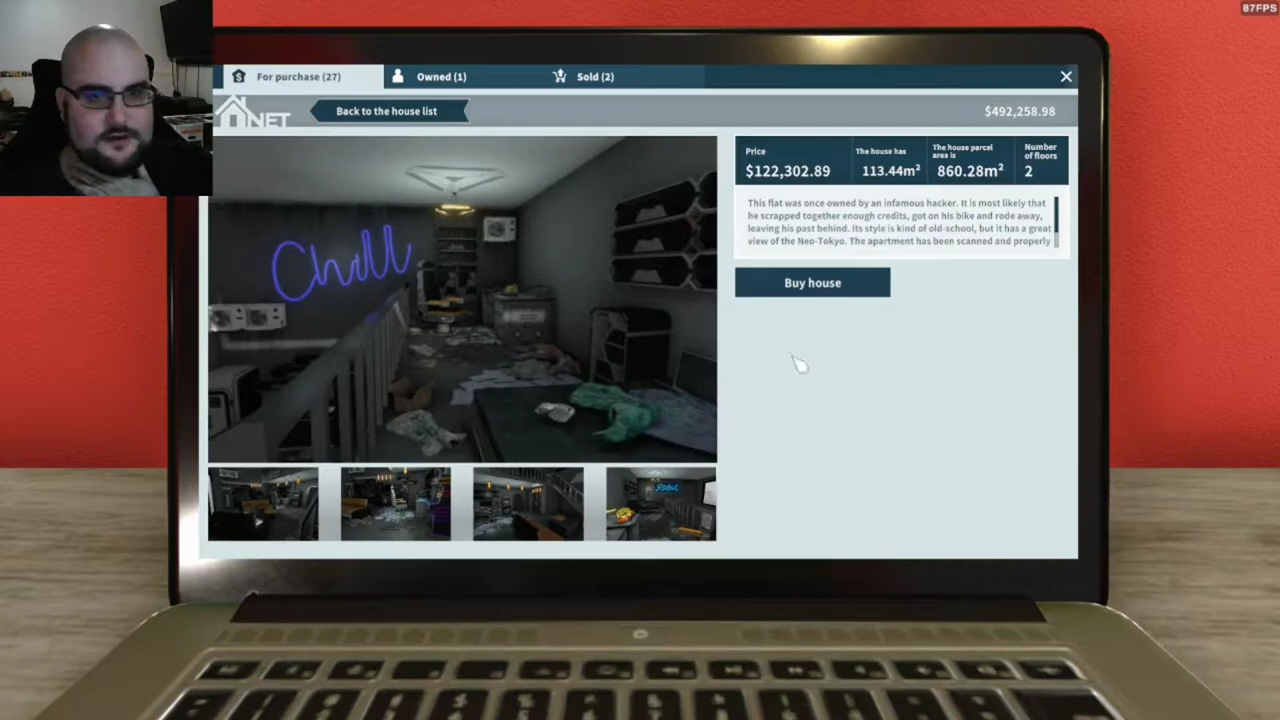 87FPS
For purchase (27)
Owned (1)
Sold (2)
NET
Back to the house list
$492,258.98
Price
$122,302.89
The house has
113.44m²
The house parcel
area is
860.28m²
Number
of floors
2
This flat was once owned by an infamous hacker. It is most likely that
he scrapped together enough credits, got on his bike and rode away,
leaving his past behind. Its style is kind of old-school, but it has a great
view of the Neo-Tokyo. The apartment has been scanned and properly
Buy house
Chill